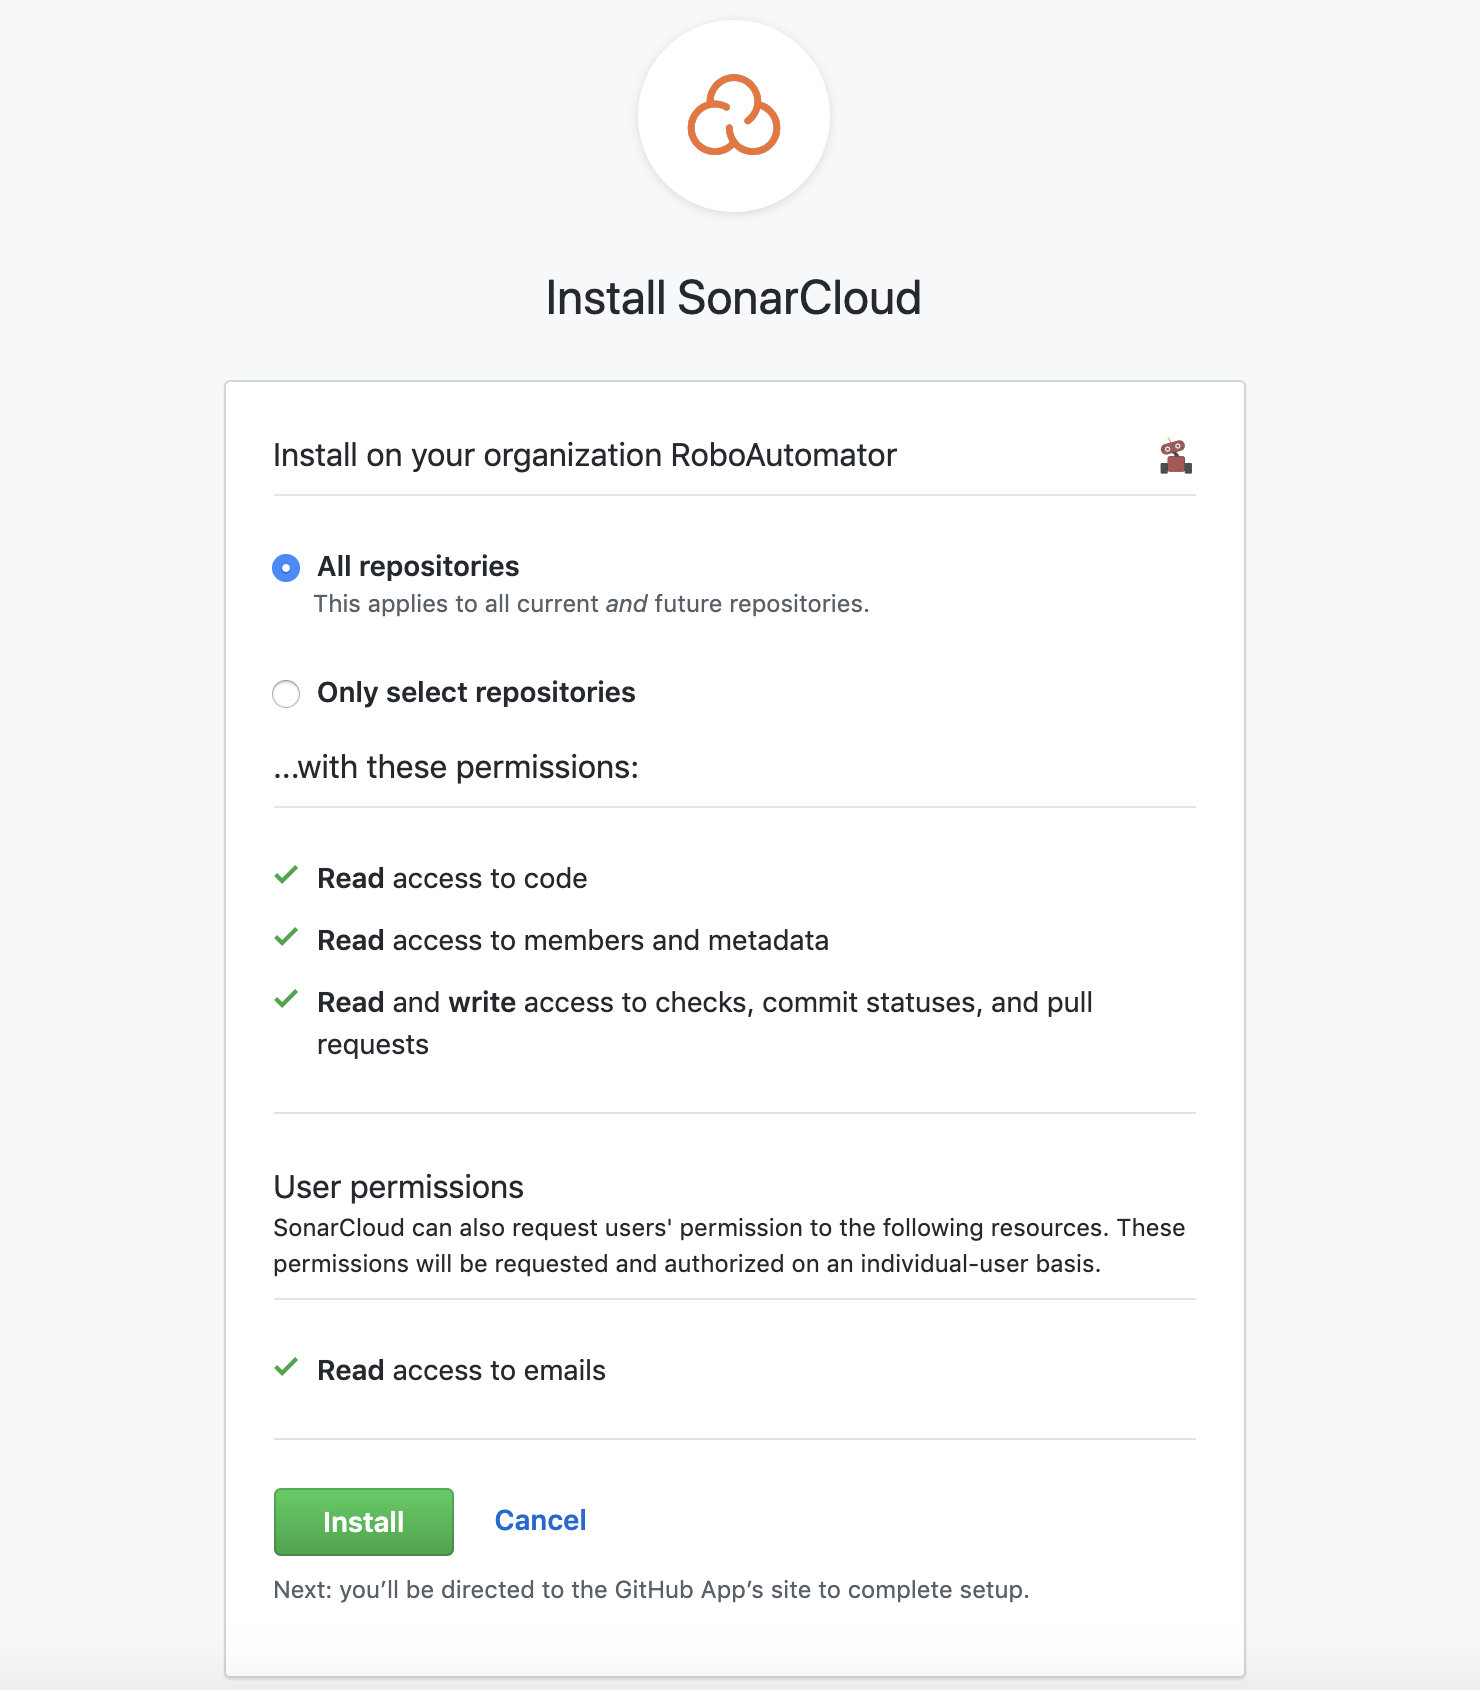 Install SonarCloud
Install on your organization RoboAutomator
All repositories
This applies to all current and future repositories.
Only select repositories
...with these permissions:
Read access to code
Read access to members and metadata
Read and write access to checks, commit statuses, and pull
requests
User permissions
SonarCloud can also request users' permission to the following resources. These
permissions will be requested and authorized on an individual-user basis.
Read access to emails
Install Cancel
Next: you’ll be directed to the GitHub App’s site to complete setup.